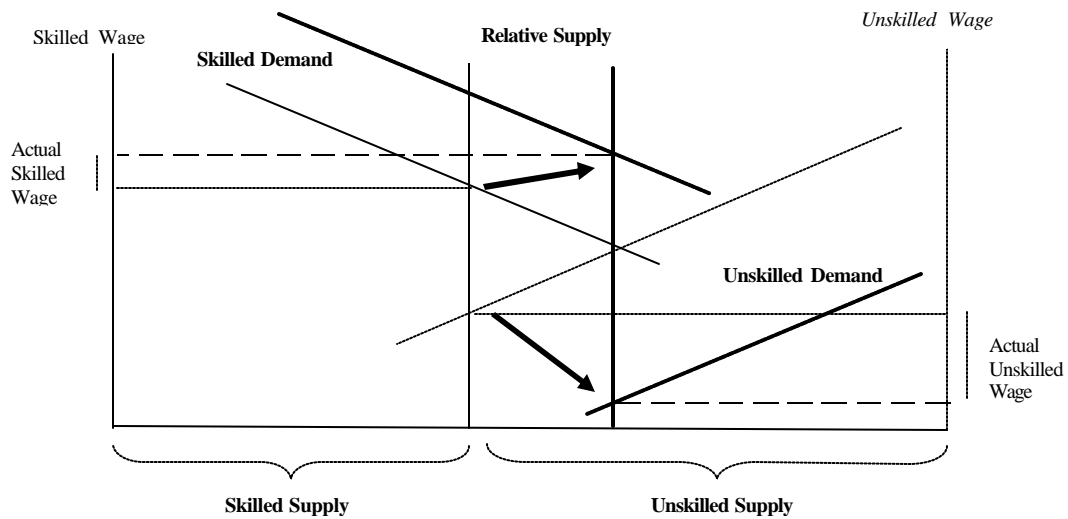 Skilled Wage
Unskilled Wage
Relative Supply
Skilled Demand
Actual
Skilled
Wage
Unskilled Demand
Actual
Unskilled
Wage
Skilled Supply
Unskilled Supply